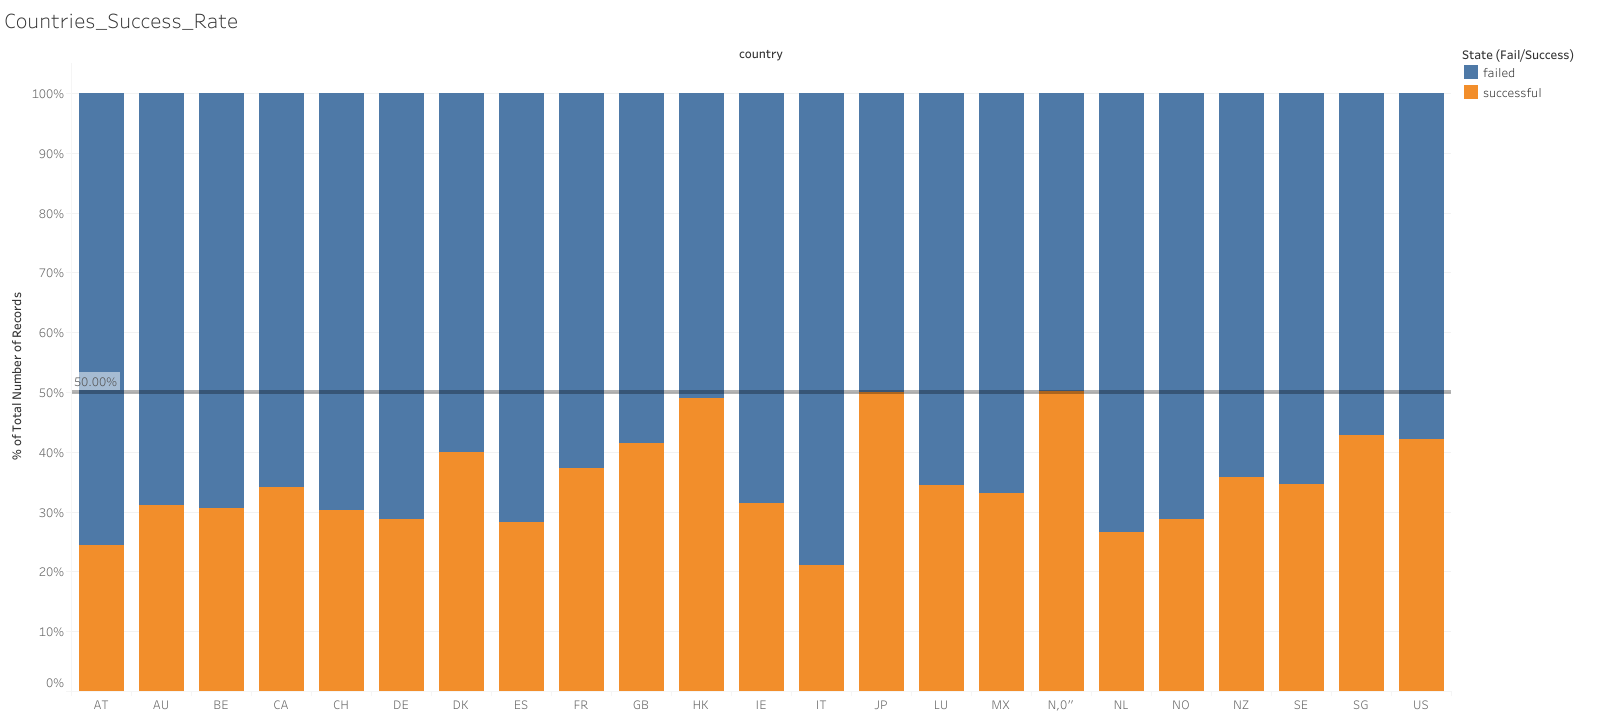 Countries_Success_Rate
country
State (Fail/Success)
failed
successful
% of Total Number of Records
100%
90%
80%
70%
60%
50%
40%
30%
20%
10%
0%
50.00%
AT AU BE CA CH DE DK ES FR GB HK IE IT JP LU MX N,0" NL NO NZ SE SG US